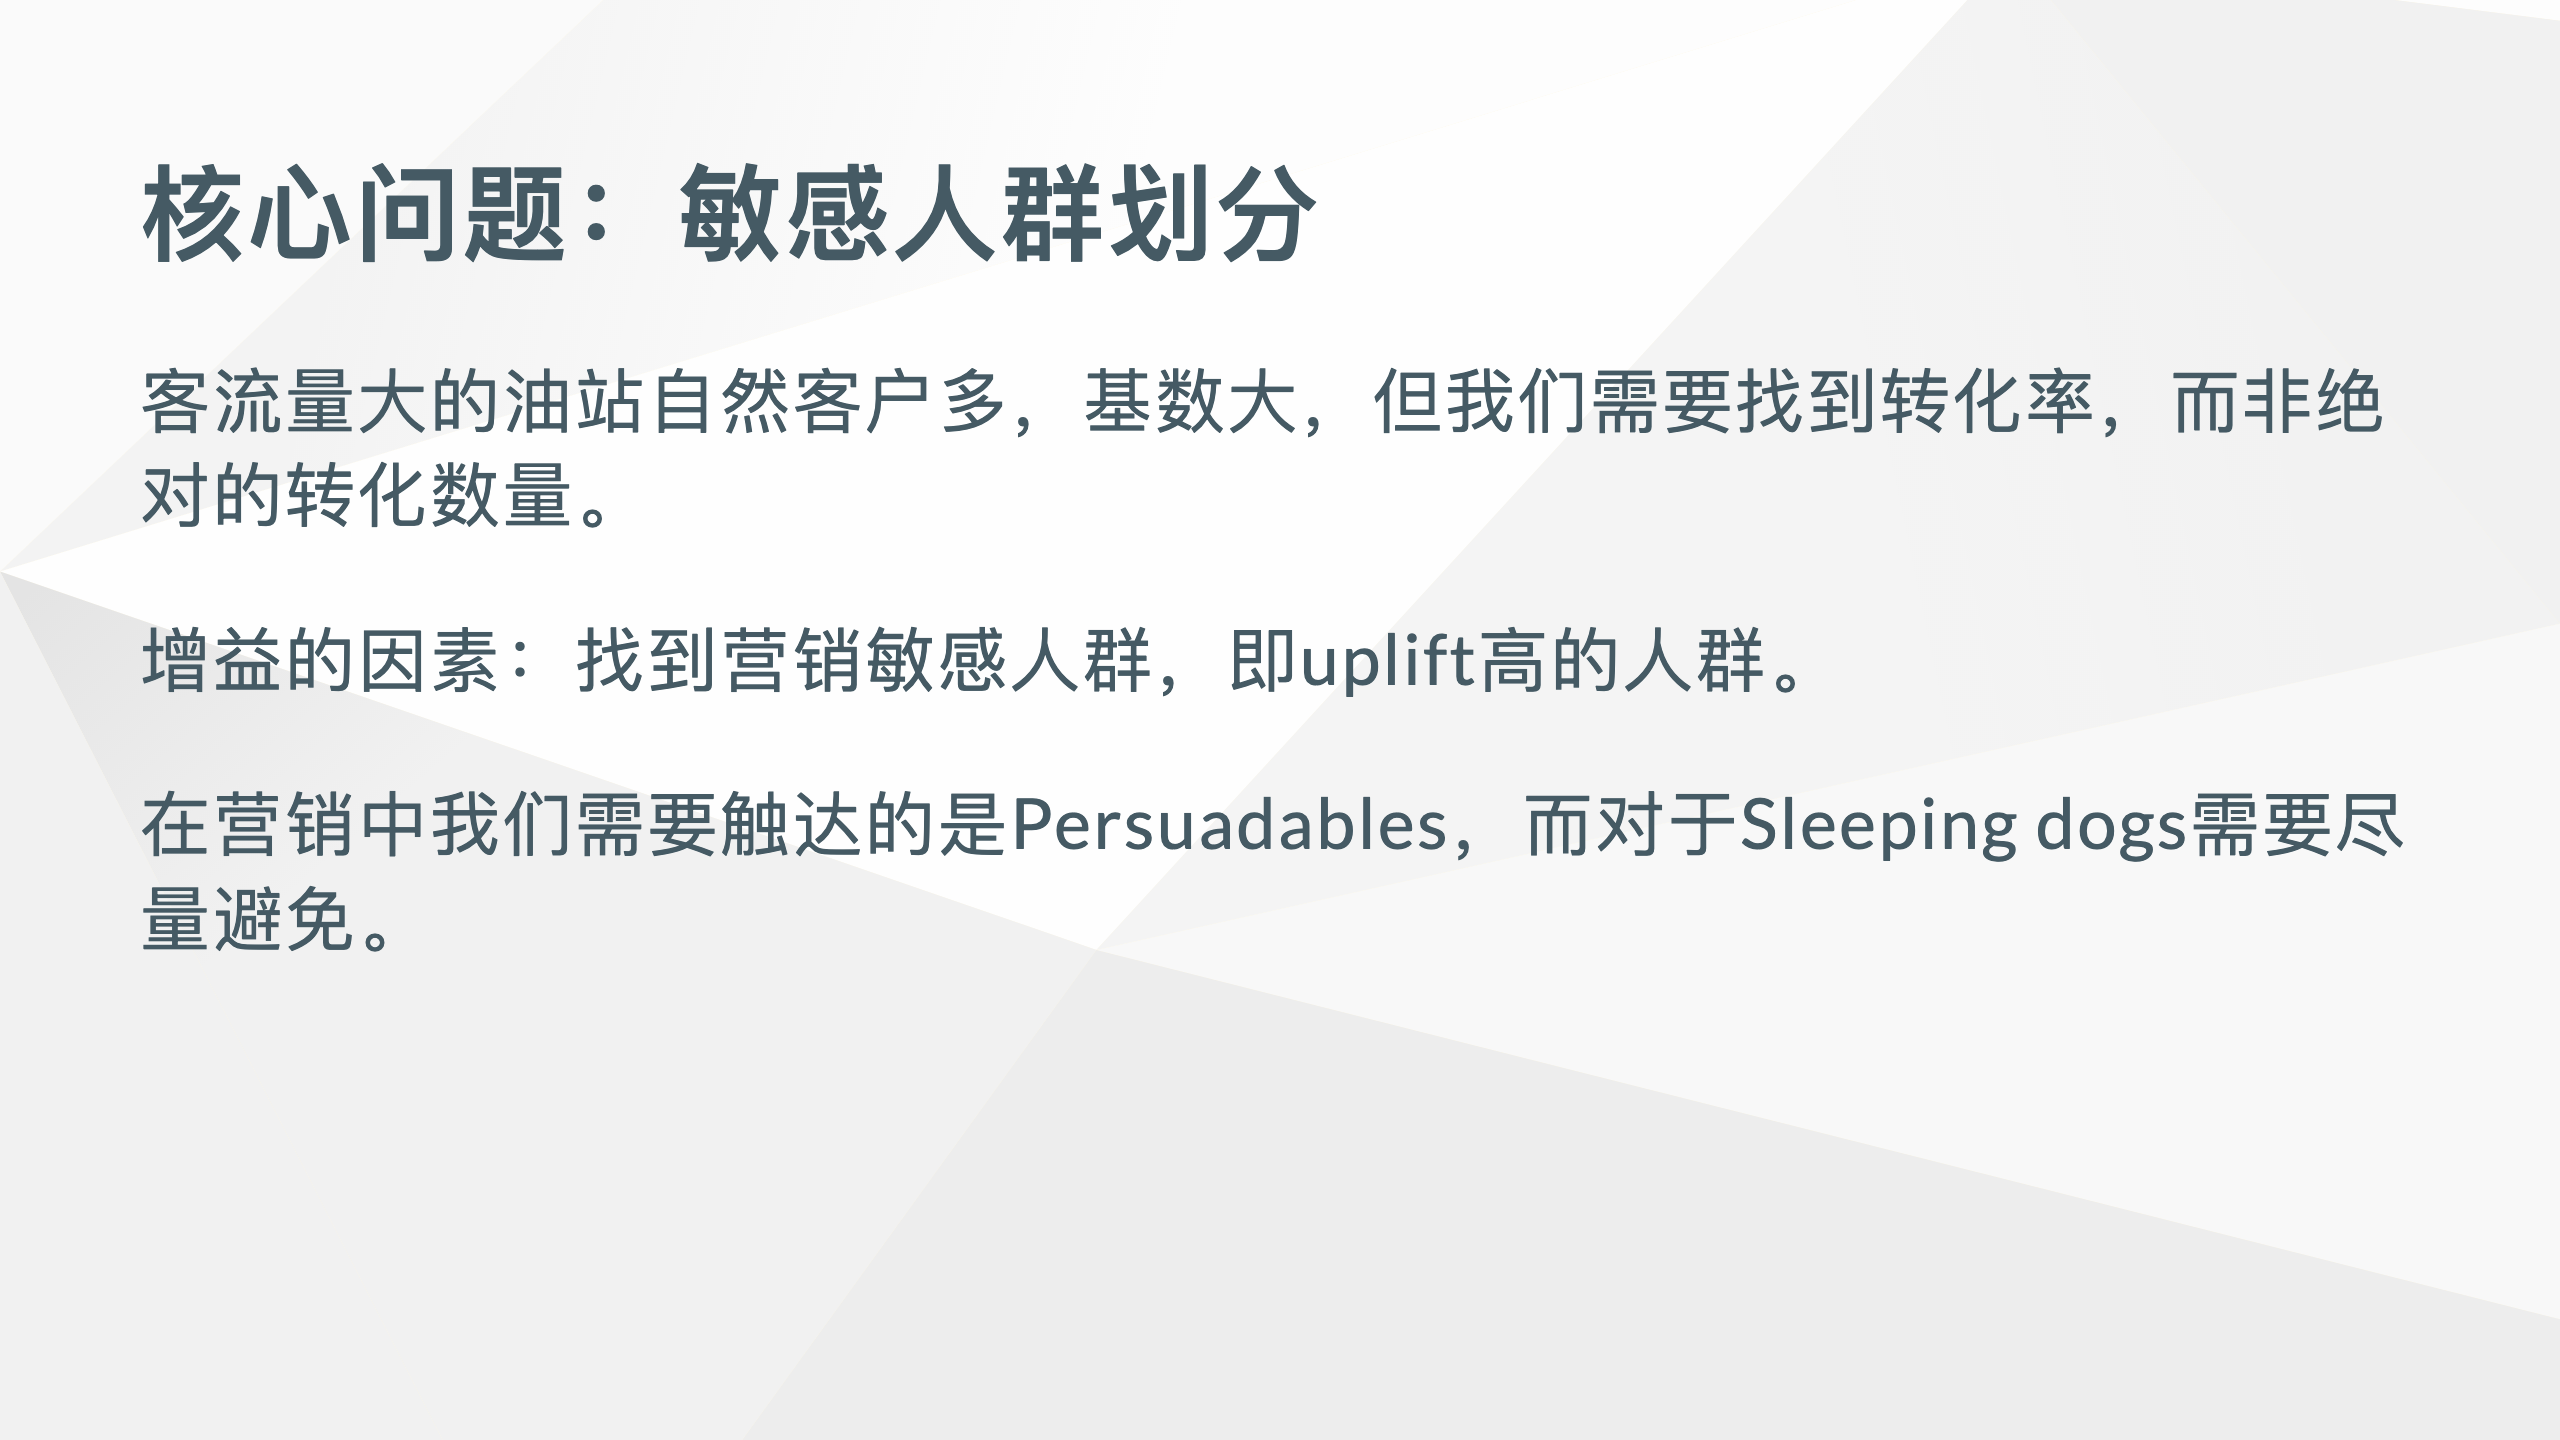 核心问题：敏感人群划分
客流量大的油站自然客户多，基数大，但我们需要找到转化率，而非绝
对的转化数量。
增益的因素：找到营销敏感人群，即uplift高的人群。
在营销中我们需要触达的是Persuadables，而对于Sleeping dogs需要尽
量避免。